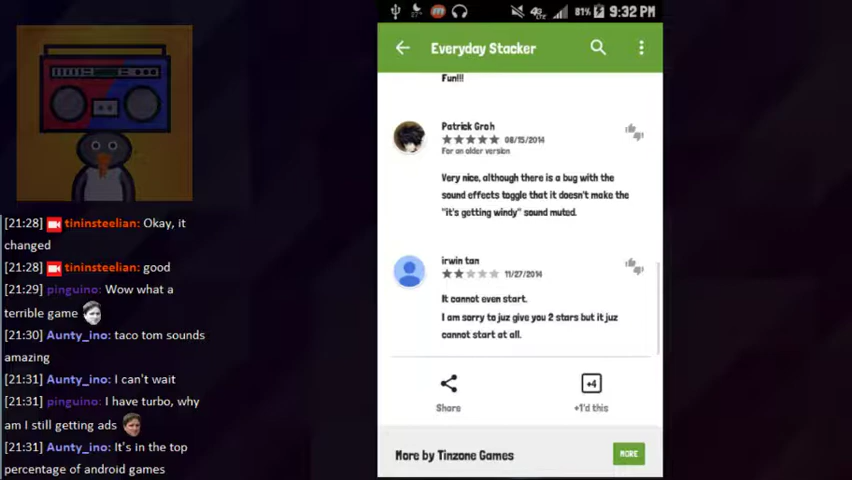 [21:28] tininsteelian: Okay, it
changed
[21:28] tininsteelian: good
[21:29] pinguino: Wow what a
terrible game
[21:30] Aunty_ino: taco tom sounds
amazing
[21:31] Aunty_ino: I can't wait
[21:31] pinguino: I have turbo, why
am I still getting ads
[21:31] Aunty_ino: It's in the top
percentage of android games
27° 4G LTE 81% 9:32 PM
Everyday Stacker
Fun!!!
Patrick Groh
08/15/2014
For an older version
Very nice, although there is a bug with the
sound effects toggle that it doesn't make the
"it's getting windy" sound muted.
irwin tan
11/27/2014
It cannot even start.
I am sorry to juz give you 2 stars but it juz
cannot start at all.
Share
+4
+1'd this
More by Tinzone Games
MORE